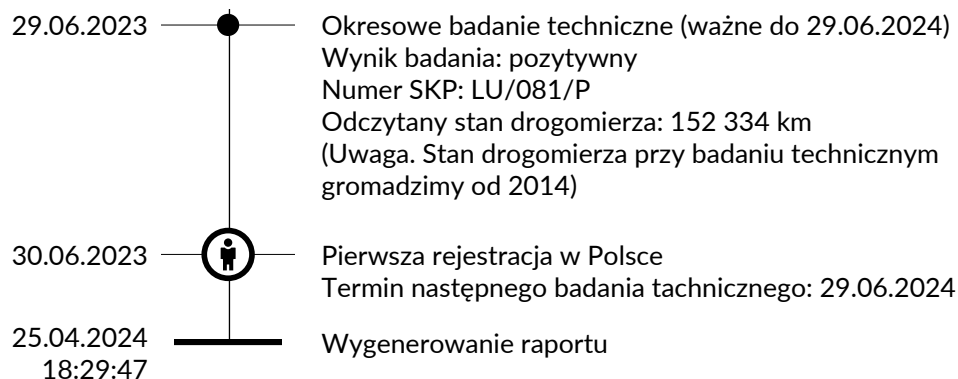 29.06.2023
Okresowe badanie techniczne (ważne do 29.06.2024)
Wynik badania: pozytywny
Numer SKP: LU/081/P
Odczytany stan drogomierza: 152 334 km
(Uwaga. Stan drogomierza przy badaniu technicznym
gromadzimy od 2014)
30.06.2023
Pierwsza rejestracja w Polsce
Termin następnego badania tachnicznego: 29.06.2024
25.04.2024
18:29:47
Wygenerowanie raportu